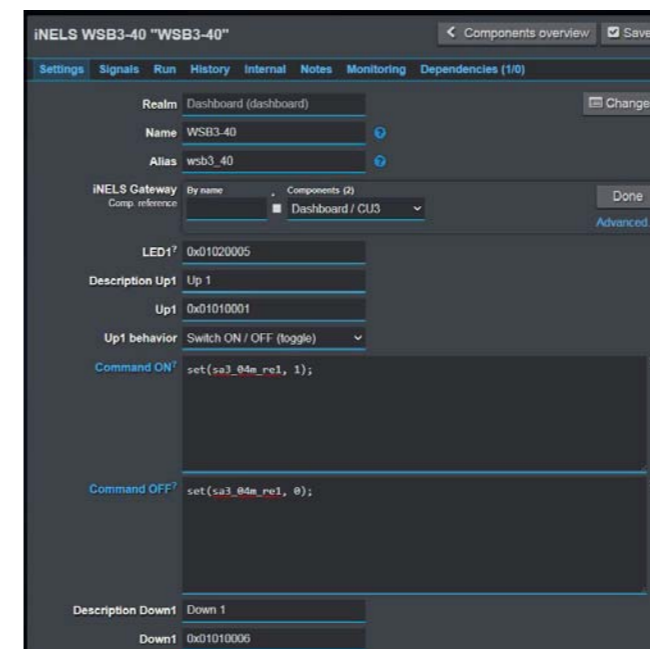 iNELS WSB3-40 "WSB3-40"
Components overview
Save
Settings Signals Run History Internal Notes Monitoring Dependencies (1/0)
Realm Dashboard (dashboard)
Change
Name WSB3-40
Alias wsb3_40
iNELS Gateway
Comp. reference
By name
Components (2)
Dashboard / CU3
Done
Advanced
LED1? 0x01020005
Description Up1 Up 1
Up1 0x01010001
Up1 behavior Switch ON / OFF (toggle)
Command ON? set(sa3_04m_re1, 1);
Command OFF? set(sa3_04m_re1, 0);
Description Down1 Down 1
Down1 0x01010006